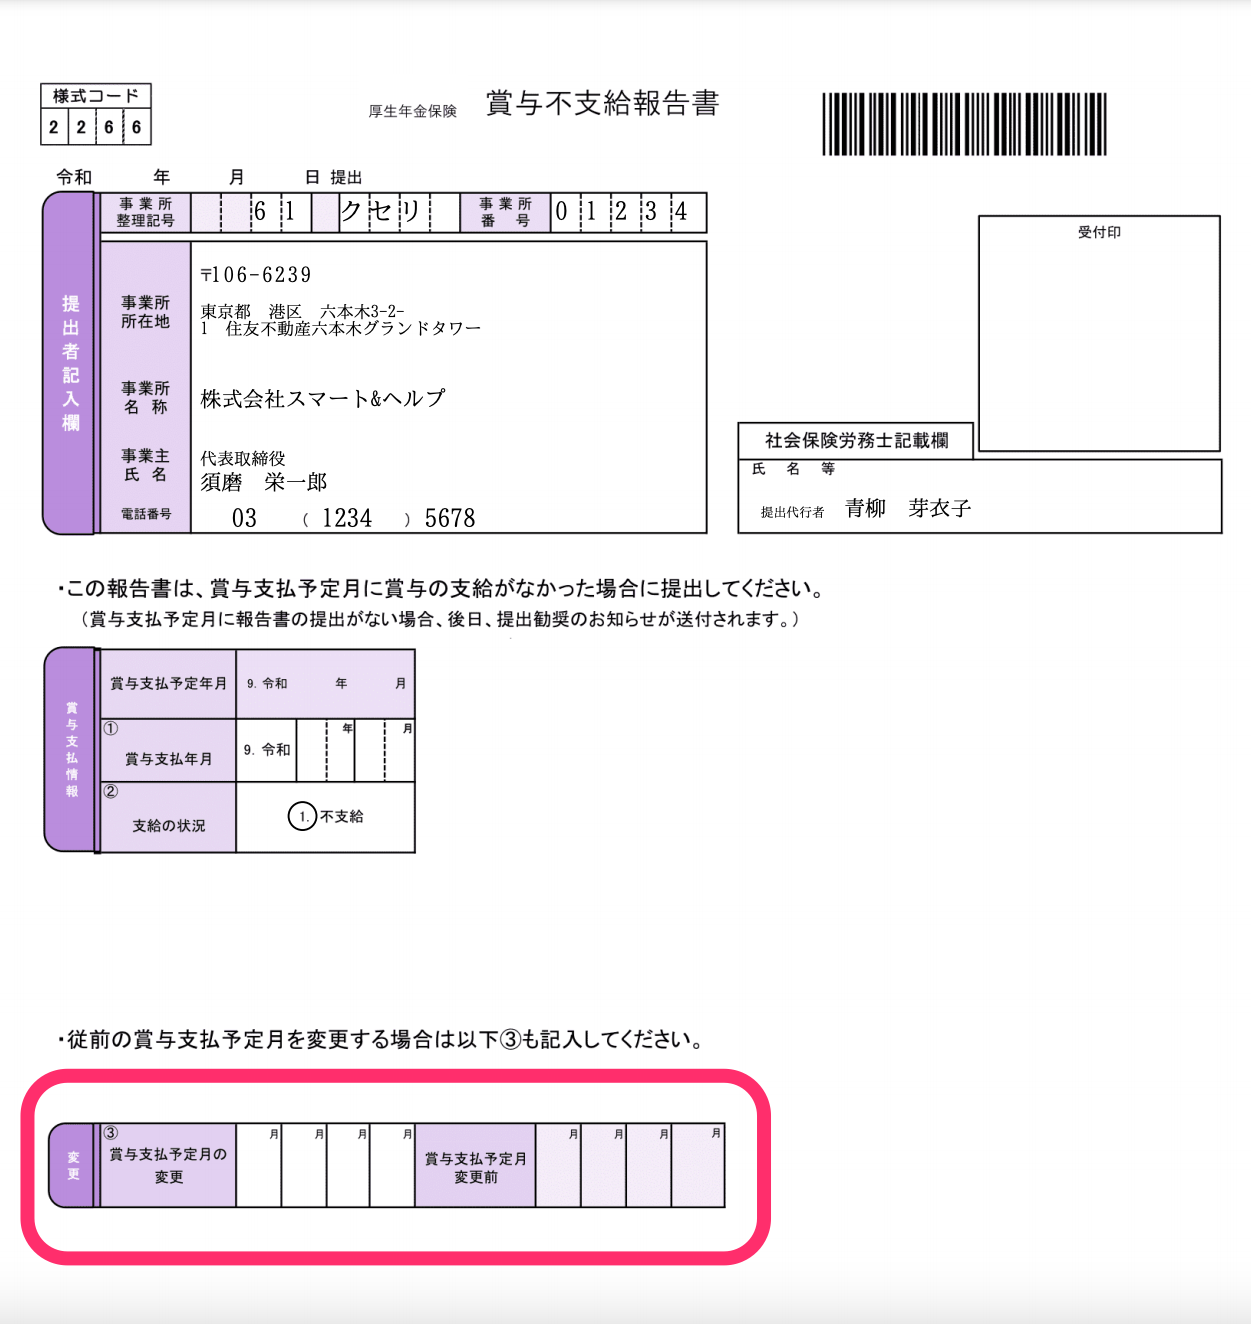 様式コード
2 2 6 6
厚生年金保険 賞与不支給報告書
令和 年 月 日 提出
提出者記入欄
事業所
整理記号
6 1 クセリ
事業所
番号
0 1 2 3 4
受付印
事業所
所在地
〒106-6239
東京都 港区 六本木3-2-
1 住友不動産六本木グランドタワー
事業所
名称
株式会社スマート&ヘルプ
事業主
氏名
代表取締役
須磨 栄一郎
電話番号
03 ( 1234 ) 5678
社会保険労務士記載欄
氏名等
提出代行者 青柳 芽衣子
・この報告書は、賞与支払予定月に賞与の支給がなかった場合に提出してください。
（賞与支払予定月に報告書の提出がない場合、後日、提出勧奨のお知らせが送付されます。）
賞与支払情報
賞与支払予定年月 9. 令和 年 月
① 賞与支払年月 9. 令和 年 月
② 支給の状況 1. 不支給
・従前の賞与支払予定月を変更する場合は以下③も記入してください。
変更
③
賞与支払予定月の
変更
月 月 月 月
賞与支払予定月
変更前
月 月 月 月